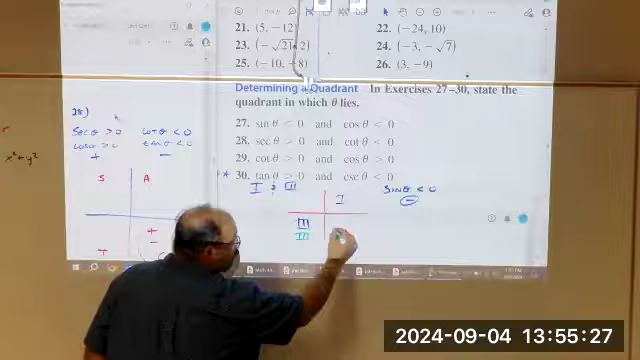 21. (5, −12)
22. (−24, 10)
23. (−√21, 2)
24. (−3, −√7)
25. (−10, −8)
26. (3, −9)
Determining a Quadrant In Exercises 27–30, state the
quadrant in which θ lies.
27. sin θ < 0 and cos θ < 0
28. sec θ > 0 and cot θ < 0
29. cot θ > 0 and cos θ > 0
* 30. tan θ > 0 and csc θ < 0
28)
sec θ > 0 cot θ < 0
cos θ > 0 tan θ < 0
+ −
S A
+
−
T
x² + y²
I & III
sin θ < 0
−
I
III
III
2024-09-04 13:55:27